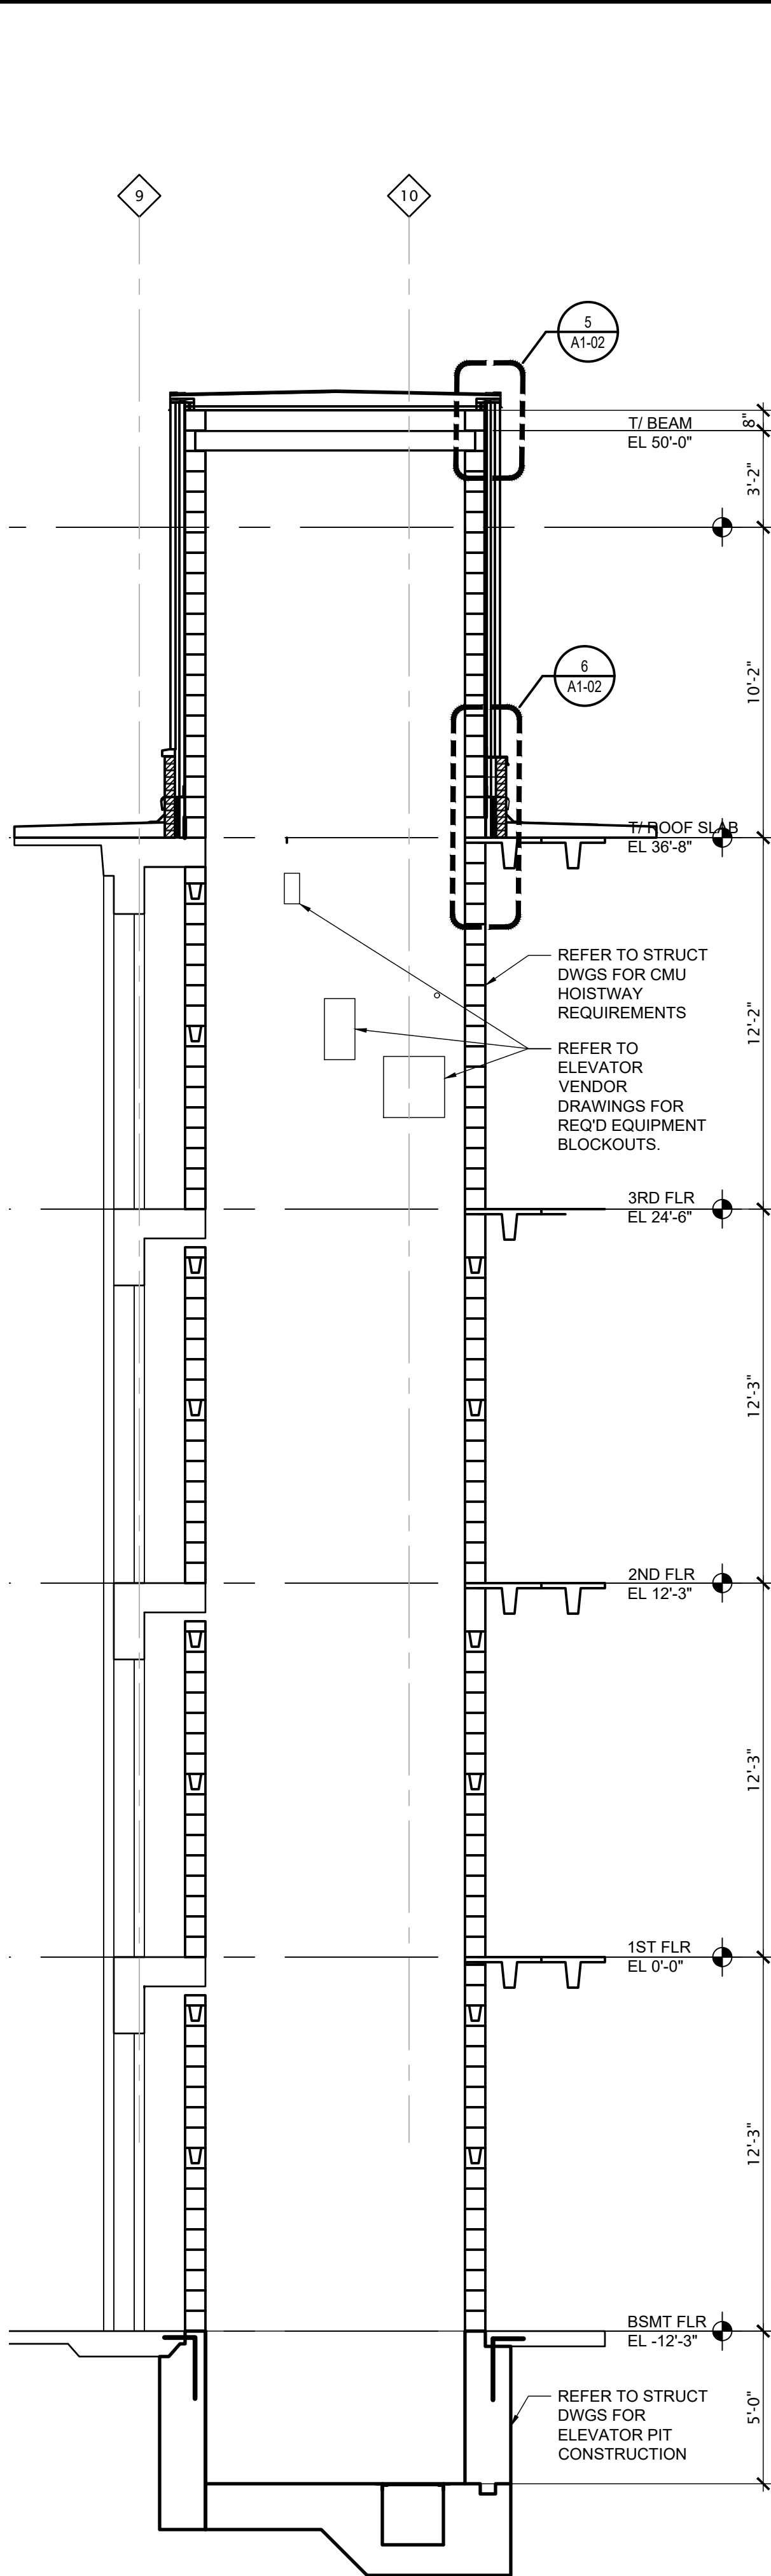 9
10
5
A1-02
T/ BEAM
EL 50'-0"
8"
3'-2"
10'-2"
6
A1-02
T/ ROOF SLAB
EL 36'-8"
REFER TO STRUCT
DWGS FOR CMU
HOISTWAY
REQUIREMENTS
12'-2"
REFER TO
ELEVATOR
VENDOR
DRAWINGS FOR
REQ'D EQUIPMENT
BLOCKOUTS.
3RD FLR
EL 24'-6"
12'-3"
2ND FLR
EL 12'-3"
12'-3"
1ST FLR
EL 0'-0"
12'-3"
BSMT FLR
EL -12'-3"
REFER TO STRUCT
DWGS FOR
ELEVATOR PIT
CONSTRUCTION
5'-0"